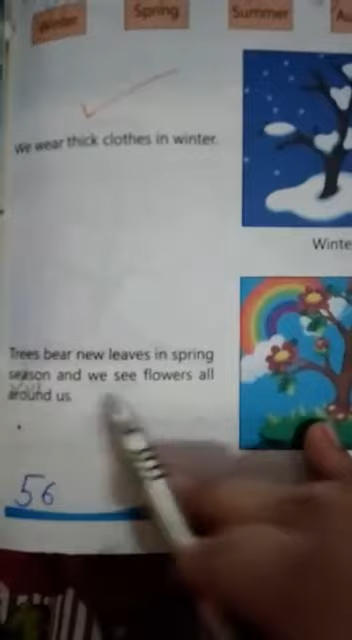 Winter Spring Summer Au
We wear thick clothes in winter.
Winte
Trees bear new leaves in spring
season and we see flowers all
around us
56